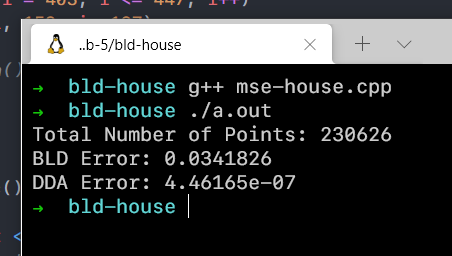 ..b-5/bld-house
→ bld-house g++ mse-house.cpp
→ bld-house ./a.out
Total Number of Points: 230626
BLD Error: 0.0341826
DDA Error: 4.46165e-07
→ bld-house